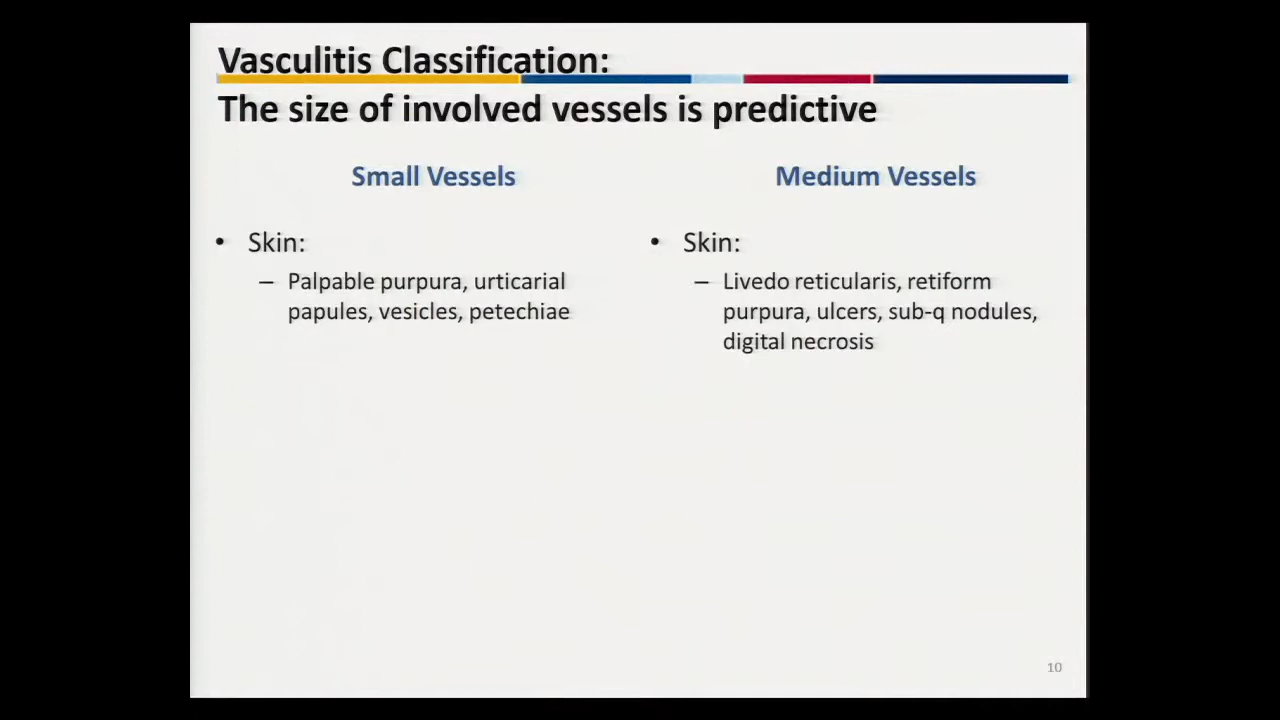 Vasculitis Classification:
The size of involved vessels is predictive
Small Vessels
• Skin:
– Palpable purpura, urticarial
papules, vesicles, petechiae
Medium Vessels
• Skin:
– Livedo reticularis, retiform
purpura, ulcers, sub-q nodules,
digital necrosis
10